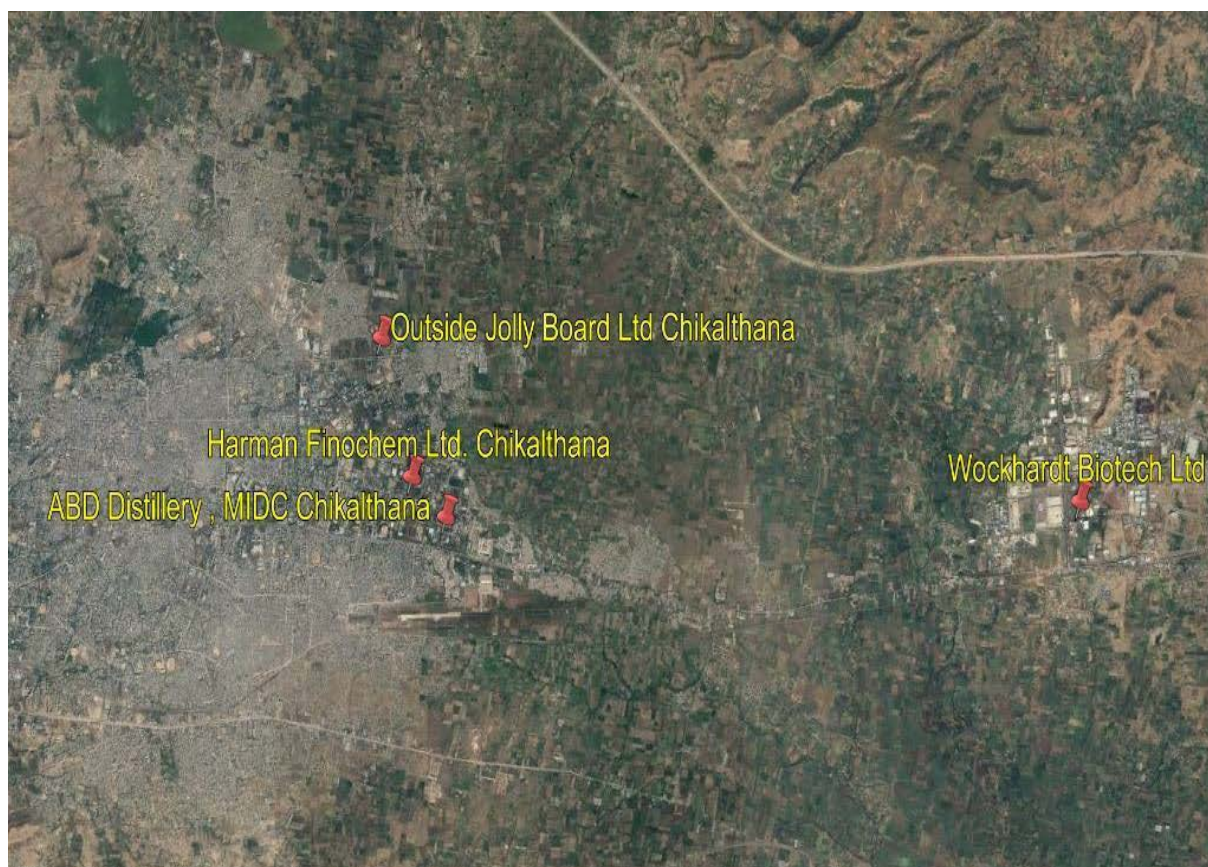 Outside Jolly Board Ltd Chikalthana
Harman Finochem Ltd. Chikalthana
Wockhardt Biotech Ltd
ABD Distillery , MIDC Chikalthana